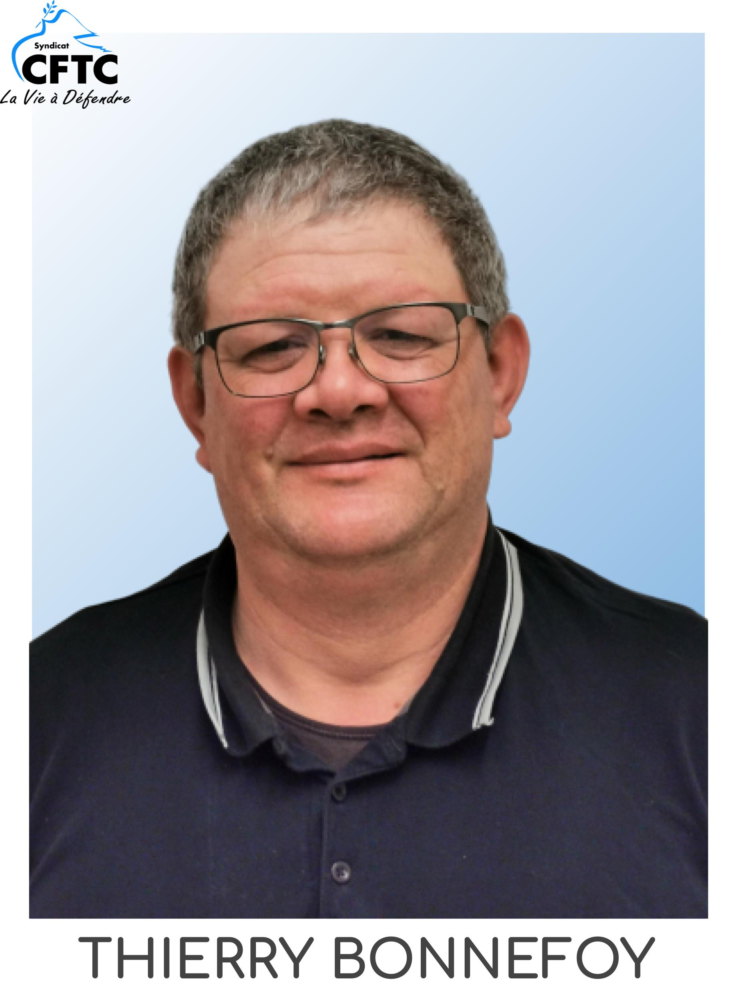 Syndicat
CFTC
La Vie à Défendre
THIERRY BONNEFOY